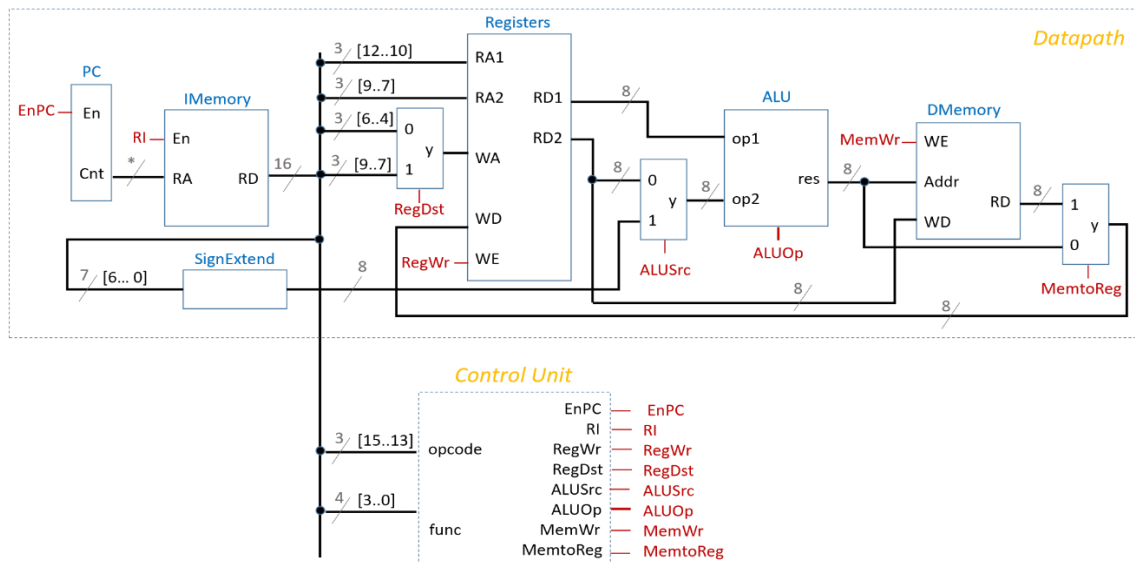 Registers
Datapath
3 [12..10] RA1
PC
3 [9..7] RA2
EnPC En
IMemory
RD1 8
ALU
DMemory
3 [6..4] 0
RI En
y WA
RD2
op1
MemWr WE
* 
Cnt RA RD 16
3 [9..7] 1
8 0
y 8 op2
res 8 Addr
RD 8 1
y
RegDst
WD
1
WD
0
SignExtend
RegWr WE
ALUSrc
ALUOp
MemtoReg
7 [6... 0]
8
8
8
Control Unit
EnPC EnPC
RI RI
3 [15..13] opcode RegWr RegWr
RegDst RegDst
ALUSrc ALUSrc
4 [3..0] ALUOp ALUOp
func MemWr MemWr
MemtoReg MemtoReg